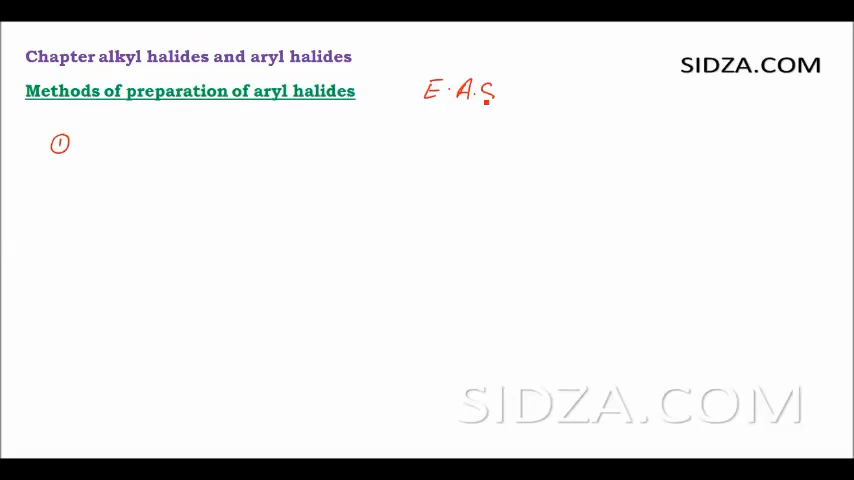 Chapter alkyl halides and aryl halides
SIDZA.COM
Methods of preparation of aryl halides E.A.S
①
SIDZA.COM